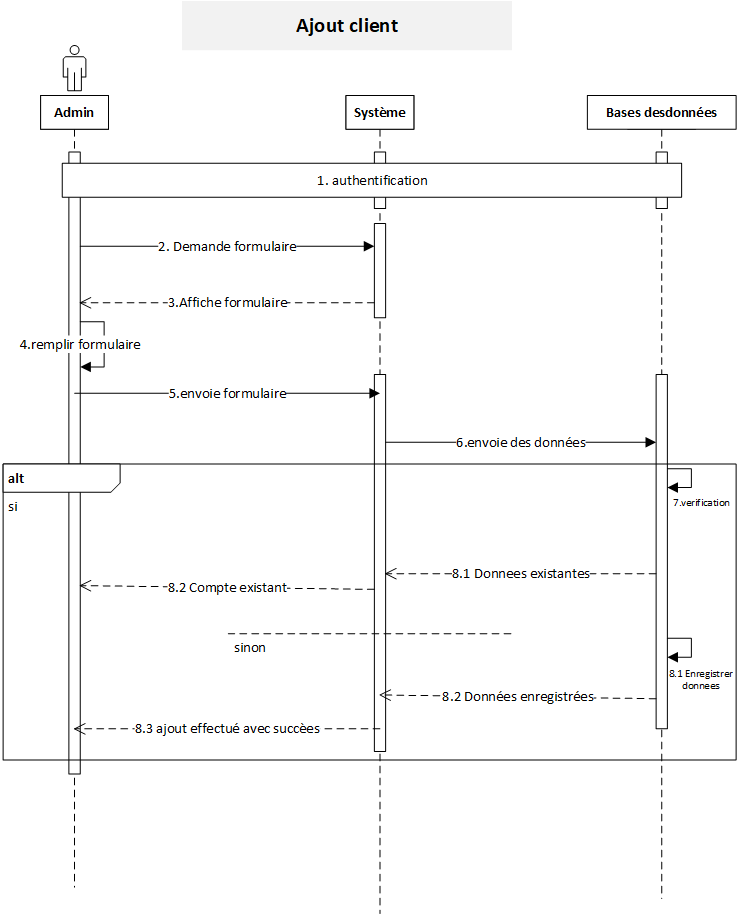 Ajout client
Admin
Système
Bases desdonnées
1. authentification
2. Demande formulaire
3.Affiche formulaire
4.remplir formulaire
5.envoie formulaire
6.envoie des données
alt
si
7.verification
8.1 Donnees existantes
8.2 Compte existant
sinon
8.1 Enregistrer
donnees
8.2 Données enregistrées
8.3 ajout effectué avec succèes